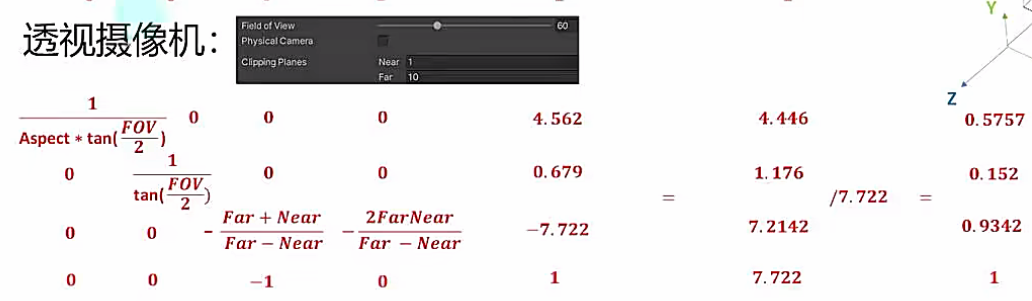 透视摄像机：
Field of View 60
Physical Camera
Clipping Planes Near 1
Far 10
Y
Z
1/(Aspect * tan(FOV/2)) 0 0 0 4.562 4.446 0.5757
0 1/tan(FOV/2) 0 0 0.679 1.176 0.152
= /7.722 =
0 0 -(Far + Near)/(Far - Near) -2FarNear/(Far - Near) -7.722 7.2142 0.9342
0 0 -1 0 1 7.722 1